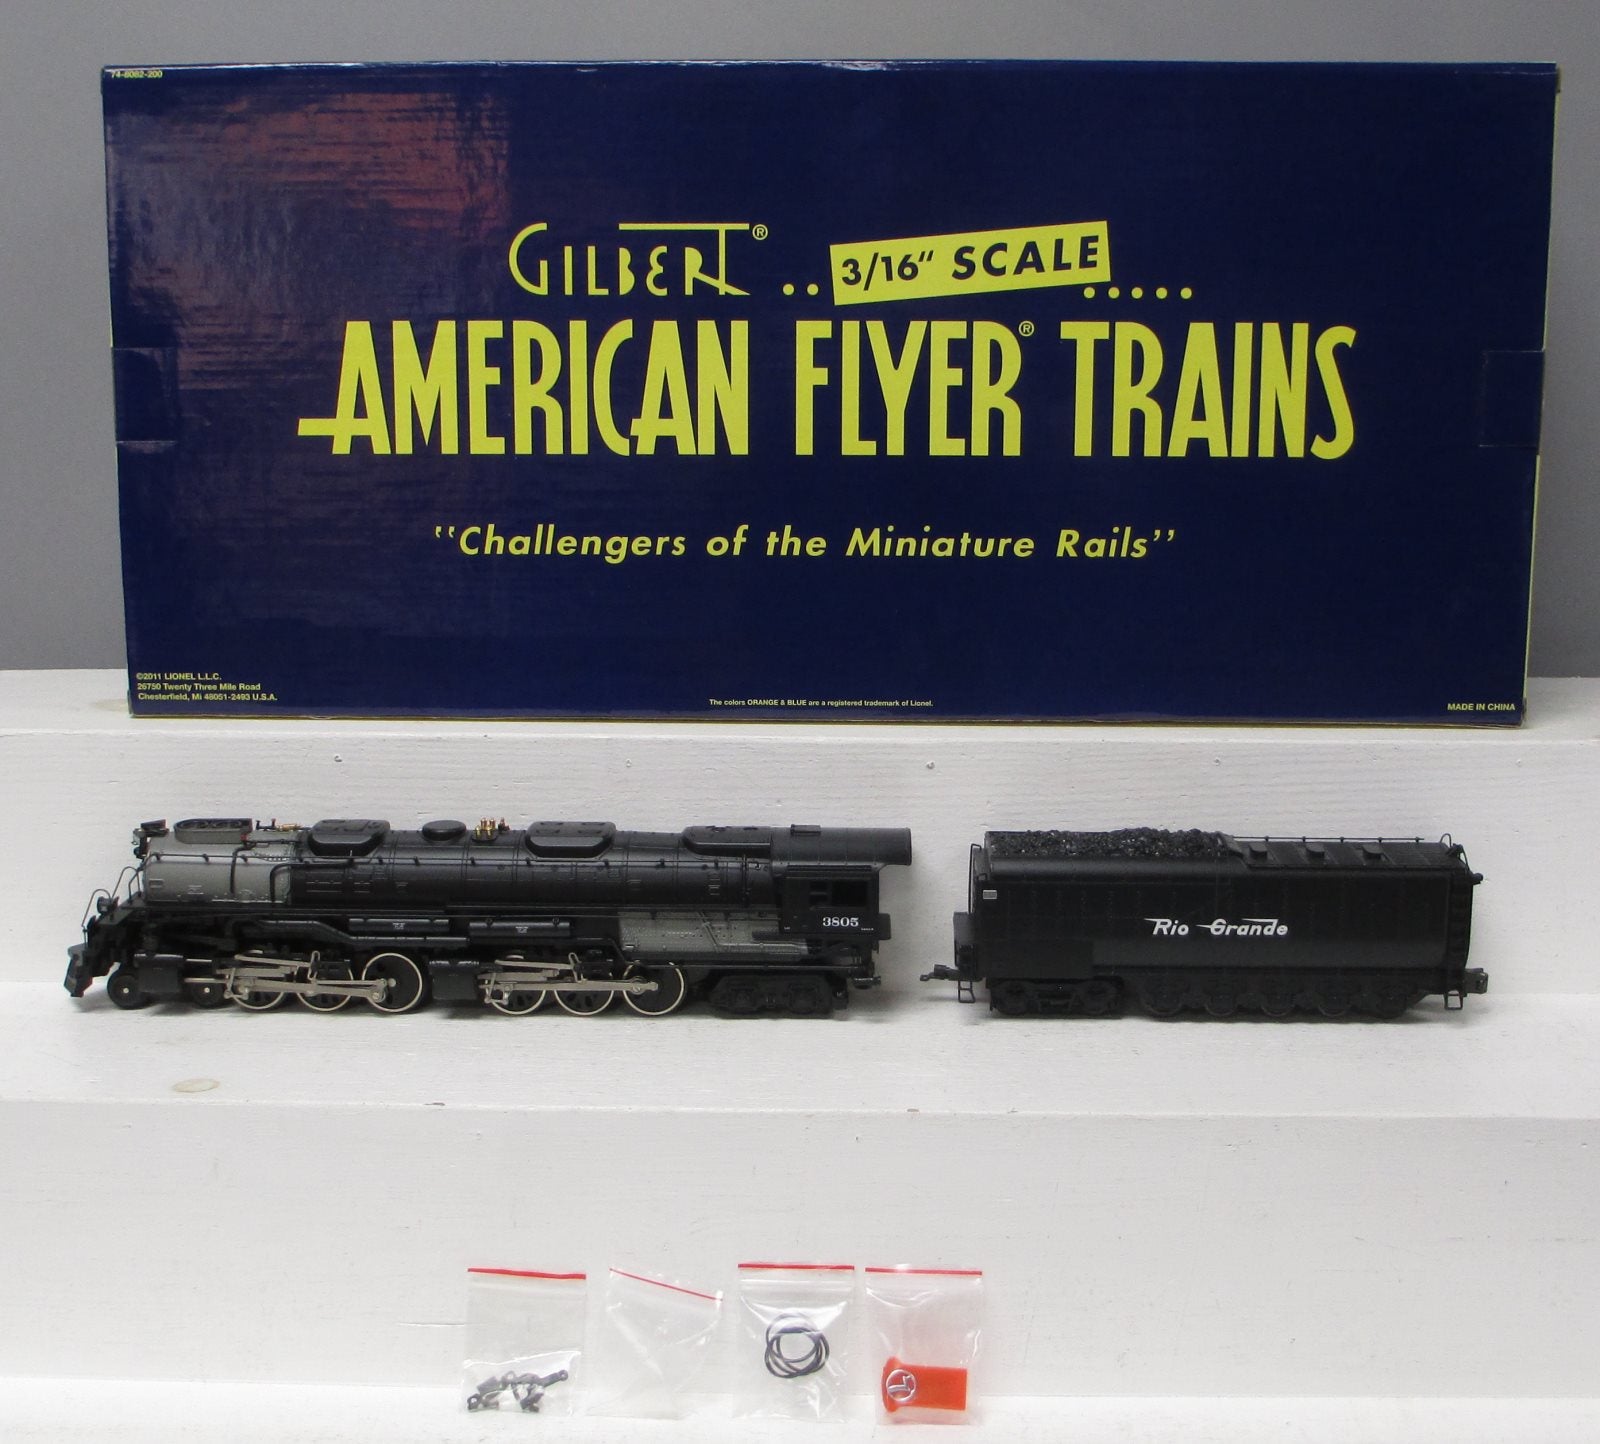 74-8082-200
GILBERT®
..3/16" SCALE.....
AMERICAN FLYER® TRAINS
"Challengers of the Miniature Rails"
©2011 LIONEL L.L.C.
26750 Twenty Three Mile Road
Chesterfield, Mi 48051-2493 U.S.A.
The colors ORANGE & BLUE are a registered trademark of Lionel.
MADE IN CHINA
3805
Rio Grande
L